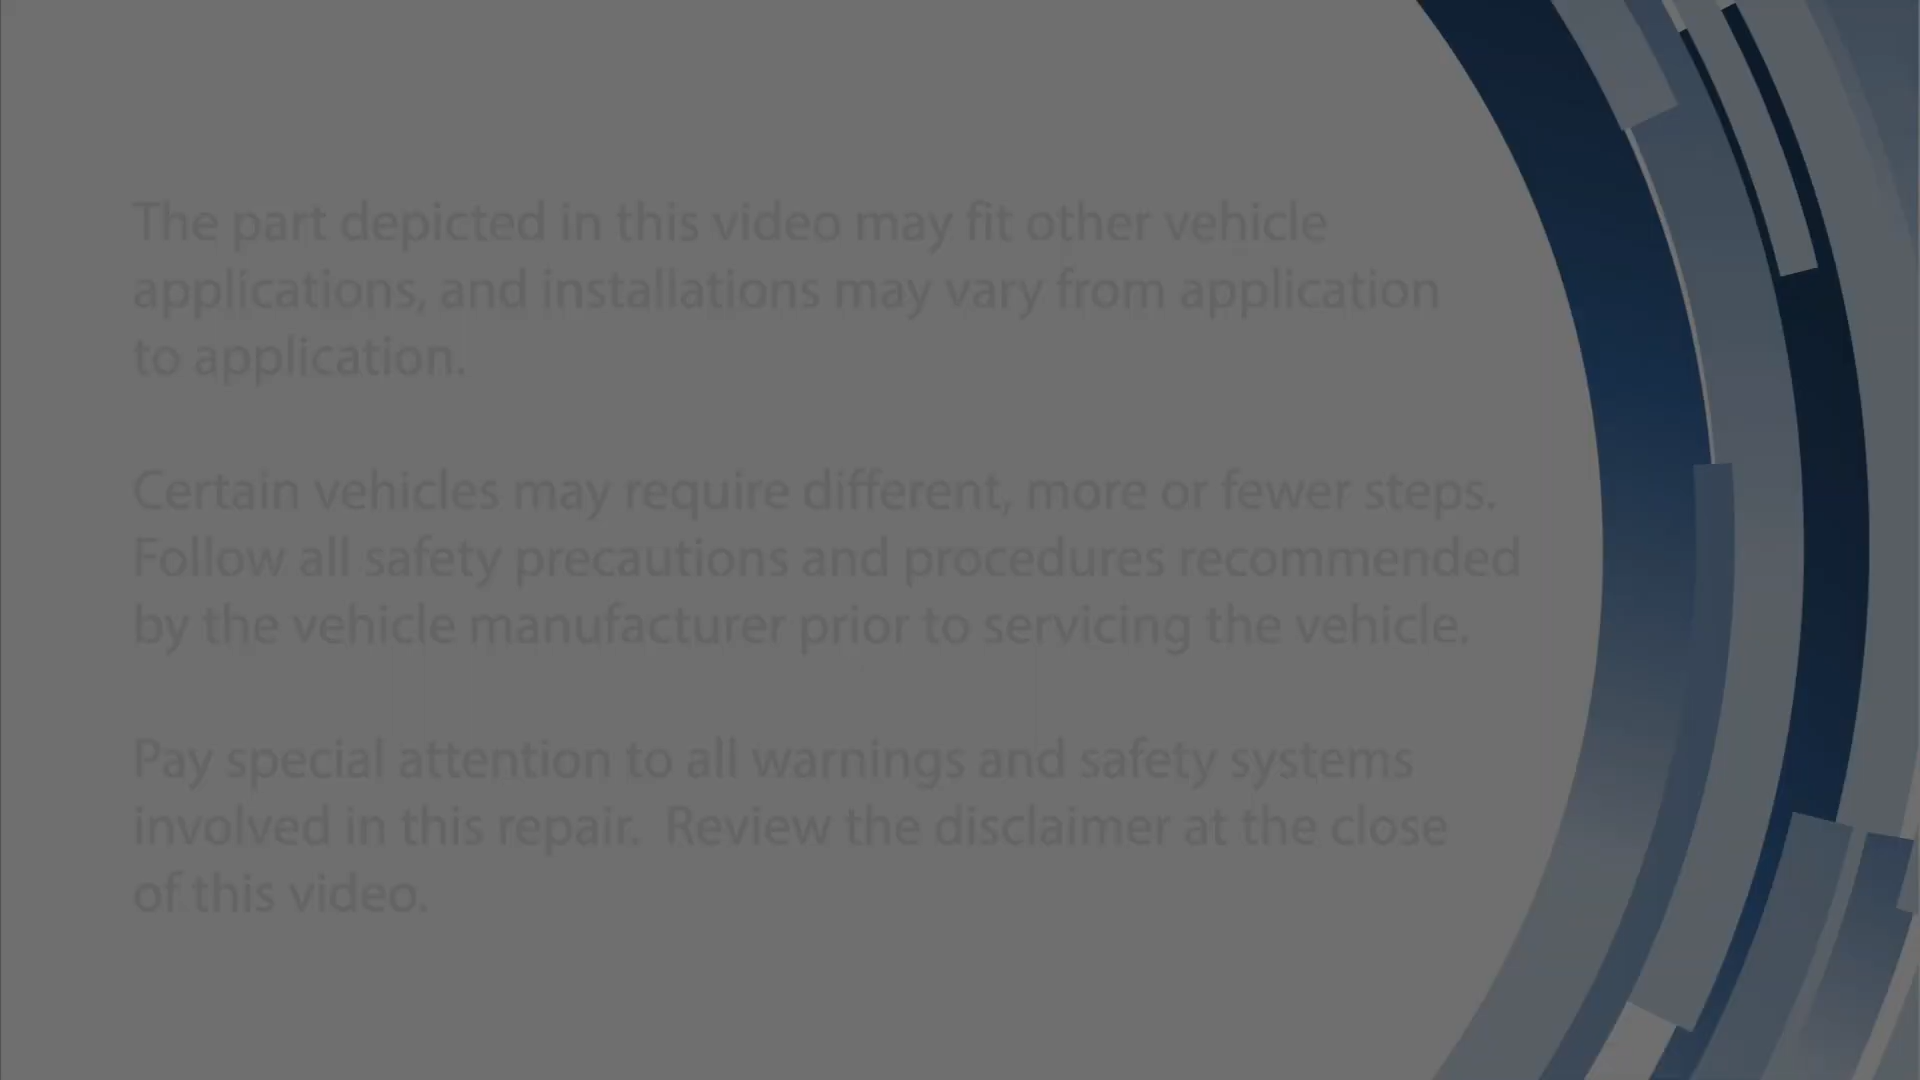 The part depicted in this video may fit other vehicle
applications, and installations may vary from application
to application.
Certain vehicles may require different, more or fewer steps.
Follow all safety precautions and procedures recommended
by the vehicle manufacturer prior to servicing the vehicle.
Pay special attention to all warnings and safety systems
involved in this repair.  Review the disclaimer at the close
of this video.